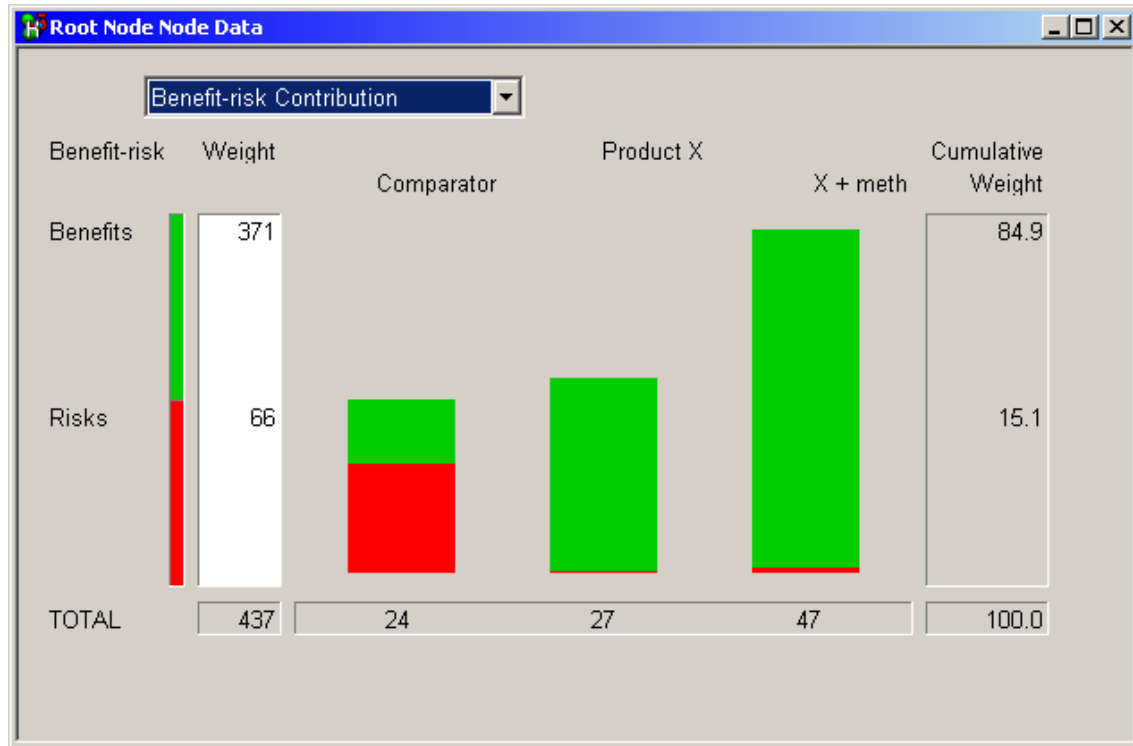 Root Node Node Data
Benefit-risk Contribution
Benefit-risk Weight Product X Cumulative
Comparator X + meth Weight
Benefits 371 84.9
Risks 66 15.1
TOTAL 437 24 27 47 100.0